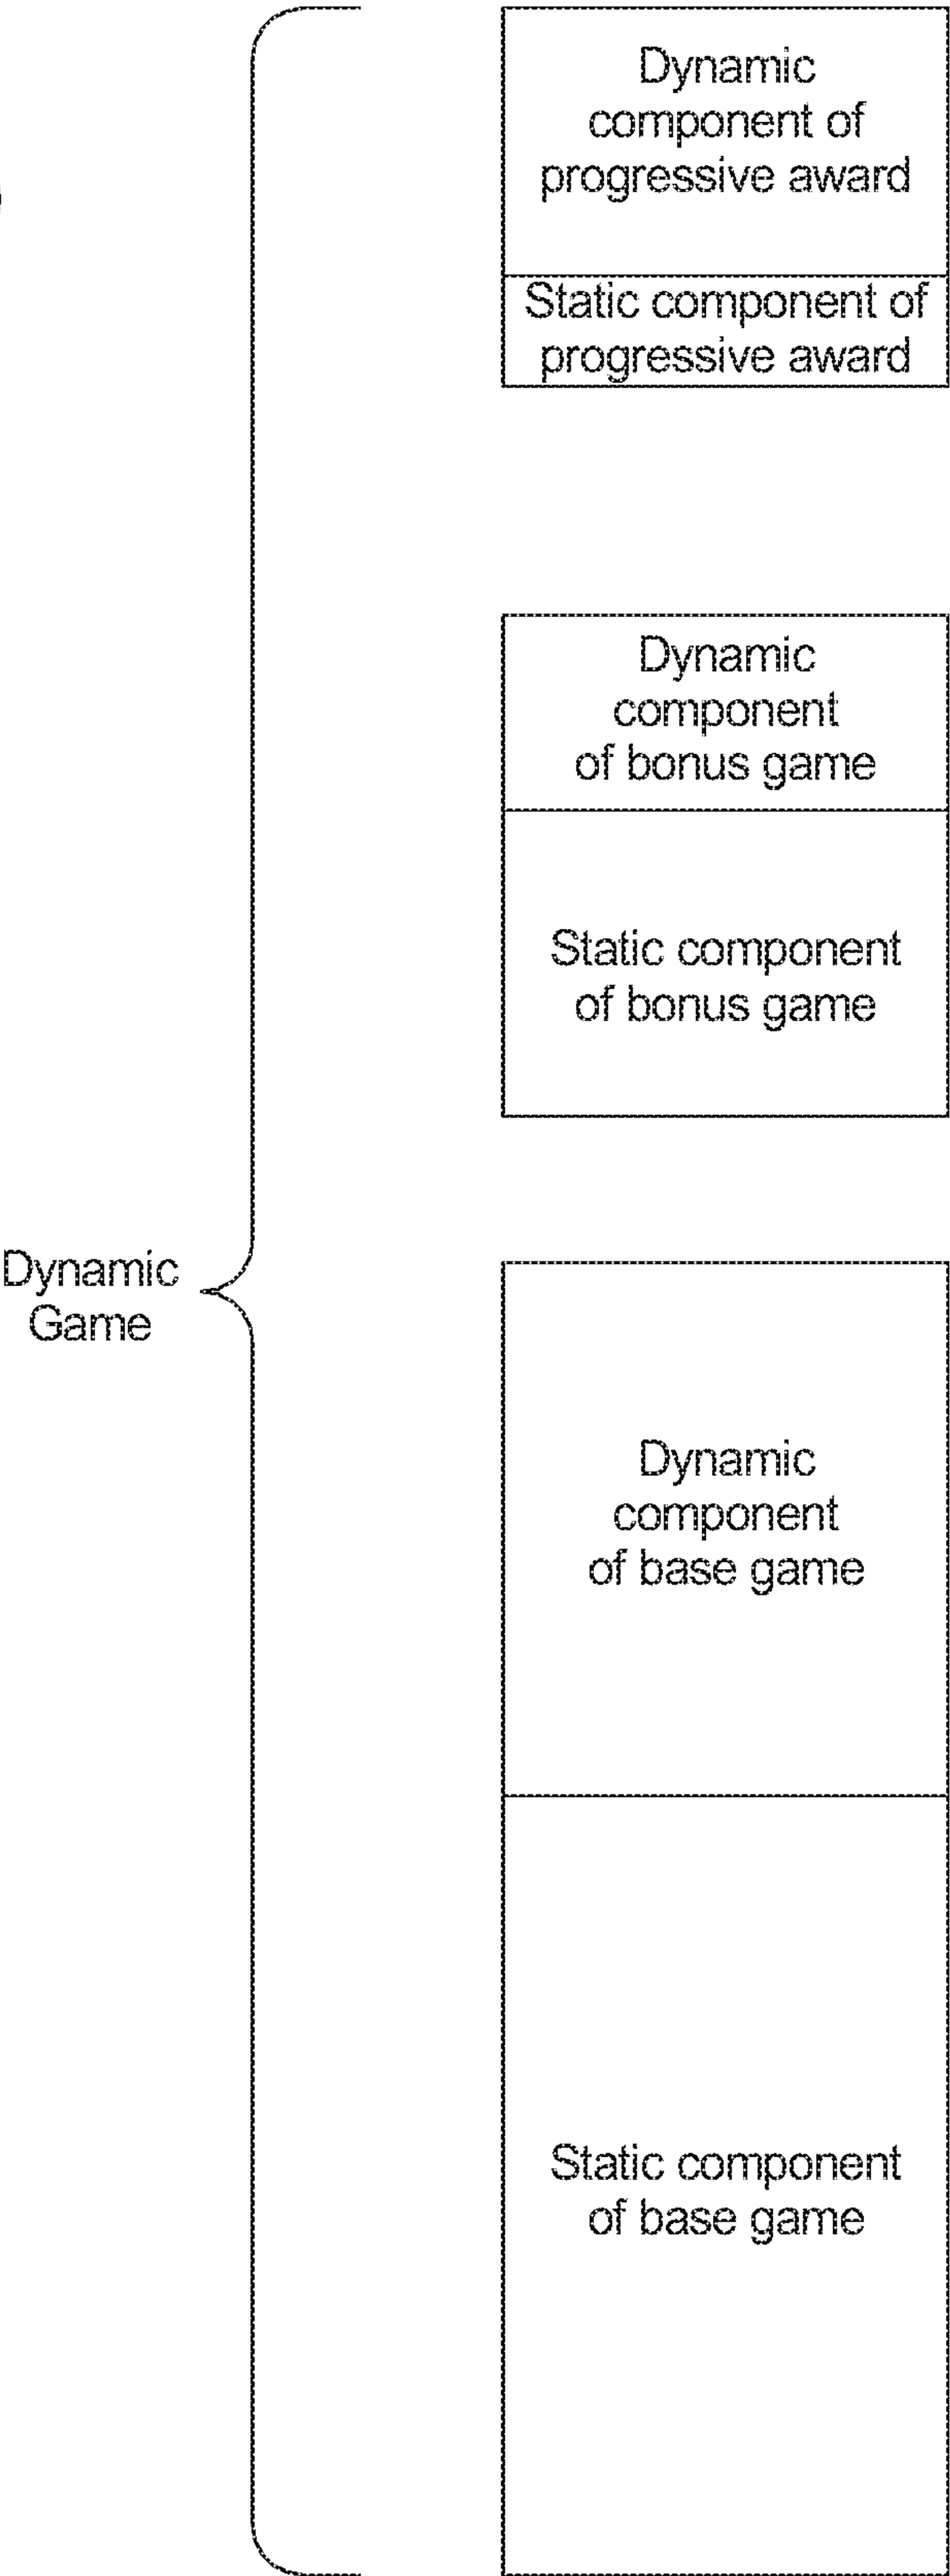 Dynamic
component of
progressive award
Static component of
progressive award
Dynamic
component
of bonus game
Static component
of bonus game
Dynamic
Game
Dynamic
component
of base game
Static component
of base game